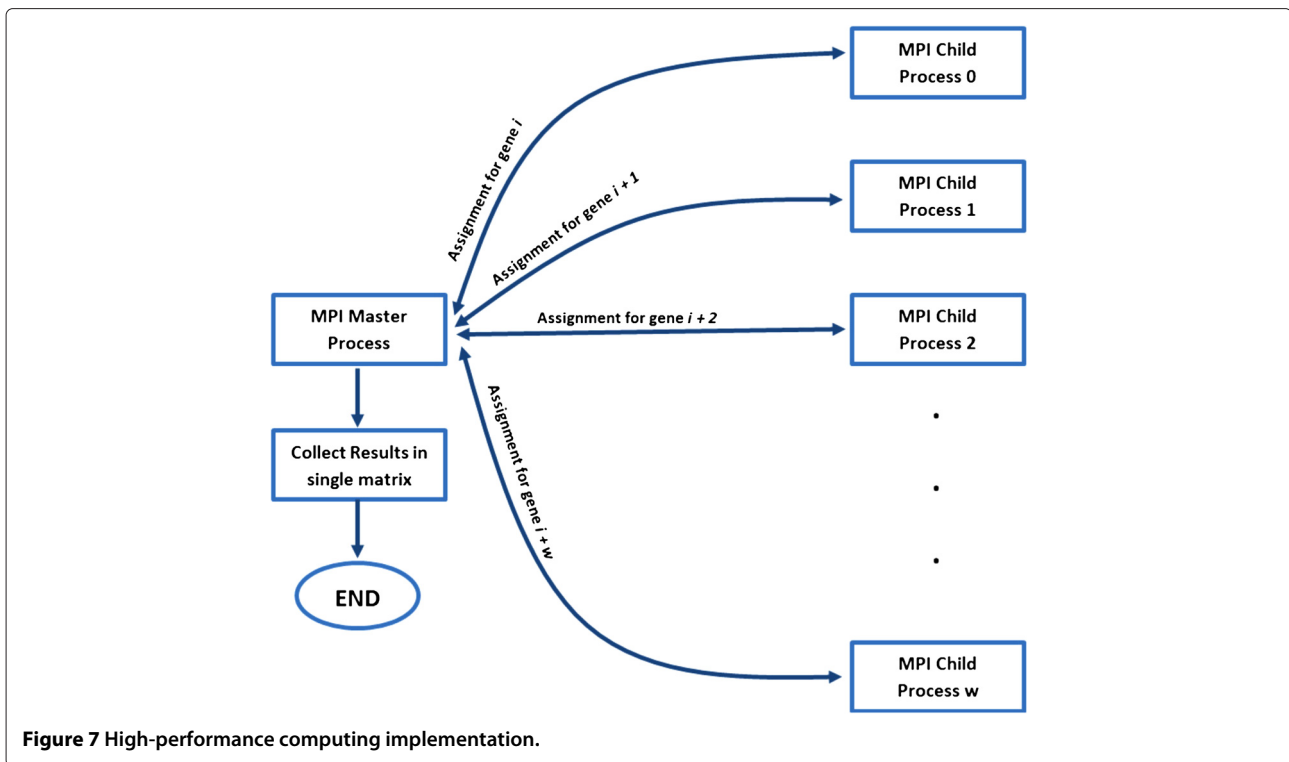 MPI Child
Process 0
Assignment for gene i
MPI Child
Process 1
Assignment for gene i + 1
MPI Master
Process
Assignment for gene i + 2
MPI Child
Process 2
.
.
.
Assignment for gene i + w
Collect Results in
single matrix
END
MPI Child
Process w
Figure 7 High-performance computing implementation.